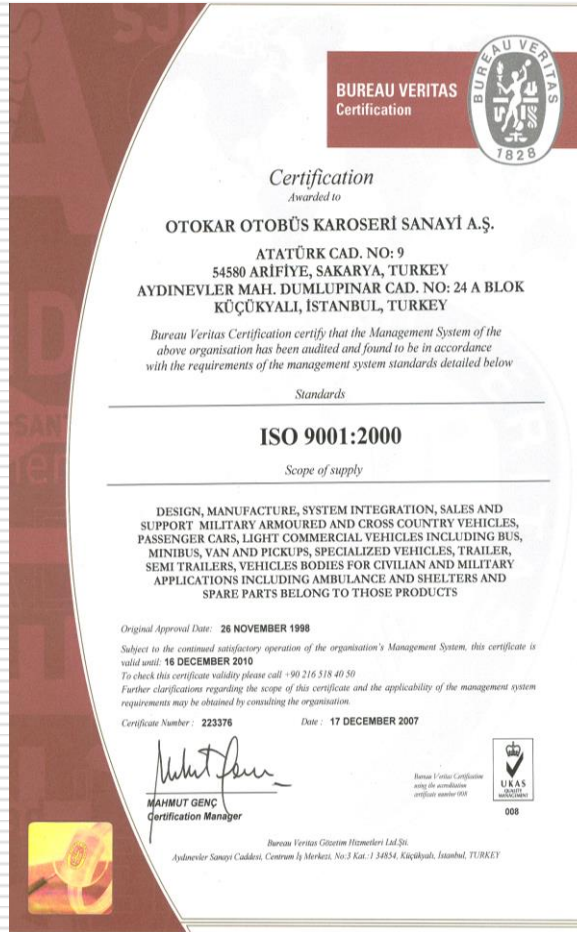 BUREAU VERITAS
Certification
BUREAU VERITAS
1828
Certification
Awarded to
OTOKAR OTOBÜS KAROSERİ SANAYİ A.Ş.
ATATÜRK CAD. NO: 9
54580 ARİFİYE, SAKARYA, TURKEY
AYDINEVLER MAH. DUMLUPINAR CAD. NO: 24 A BLOK
KÜÇÜKYALI, İSTANBUL, TURKEY
Bureau Veritas Certification certify that the Management System of the
above organisation has been audited and found to be in accordance
with the requirements of the management system standards detailed below
Standards
ISO 9001:2000
Scope of supply
DESIGN, MANUFACTURE, SYSTEM INTEGRATION, SALES AND
SUPPORT MILITARY ARMOURED AND CROSS COUNTRY VEHICLES,
PASSENGER CARS, LIGHT COMMERCIAL VEHICLES INCLUDING BUS,
MINIBUS, VAN AND PICKUPS, SPECIALIZED VEHICLES, TRAILER,
SEMI TRAILERS, VEHICLES BODIES FOR CIVILIAN AND MILITARY
APPLICATIONS INCLUDING AMBULANCE AND SHELTERS AND
SPARE PARTS BELONG TO THOSE PRODUCTS
Original Approval Date: 26 NOVEMBER 1998
Subject to the continued satisfactory operation of the organisation's Management System, this certificate is
valid until: 16 DECEMBER 2010
To check this certificate validity please call +90 216 518 40 50
Further clarifications regarding the scope of this certificate and the applicability of the management system
requirements may be obtained by consulting the organisation.
Certificate Number : 223376 Date : 17 DECEMBER 2007
MAHMUT GENÇ
Certification Manager
Bureau Veritas Certification
using the accreditation
certificate number 008
UKAS
QUALITY
MANAGEMENT
008
Bureau Veritas Gözetim Hizmetleri Ltd.Şti.
Aydınevler Sanayi Caddesi, Centrum İş Merkezi, No:3 Kat.:1 34854, Küçükyalı, İstanbul, TURKEY